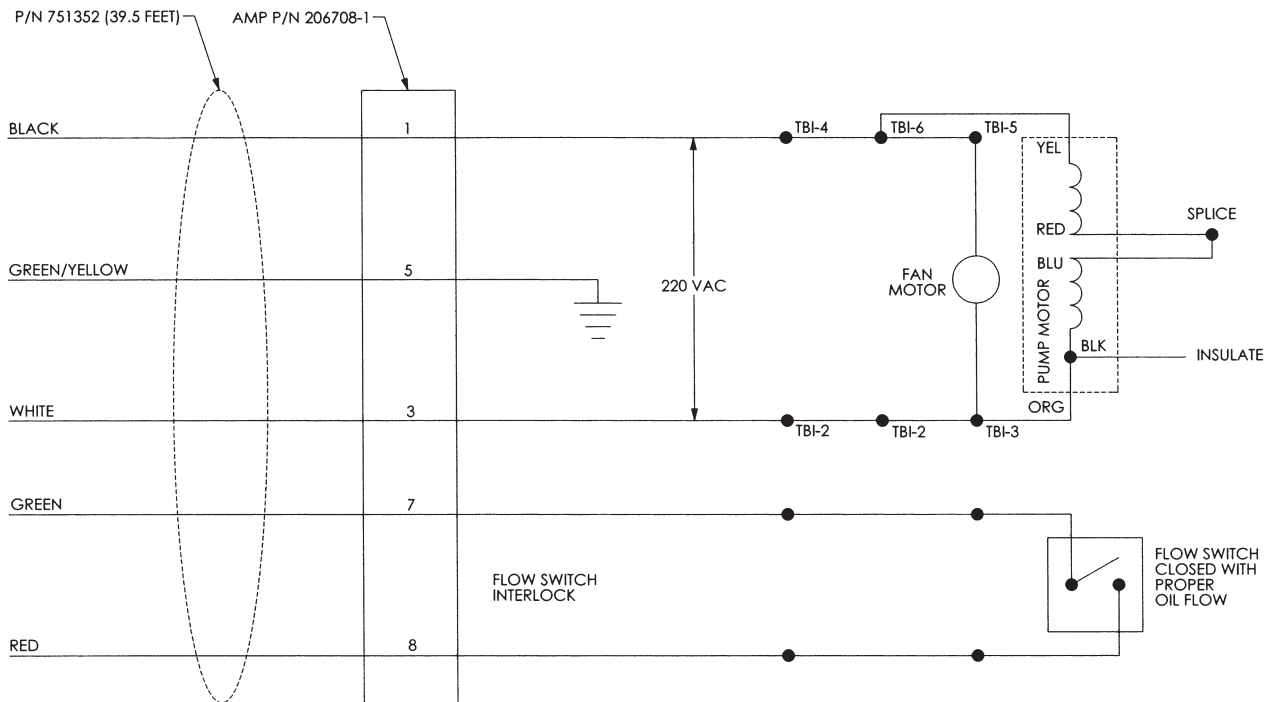 P/N 751352 (39.5 FEET)
AMP P/N 206708-1
BLACK
1
TBI-4
TBI-6
TBI-5
YEL
RED
SPLICE
GREEN/YELLOW
5
220 VAC
FAN
MOTOR
BLU
PUMP MOTOR
BLK
INSULATE
WHITE
3
ORG
TBI-2
TBI-2
TBI-3
GREEN
7
FLOW SWITCH
INTERLOCK
FLOW SWITCH
CLOSED WITH
PROPER
OIL FLOW
RED
8